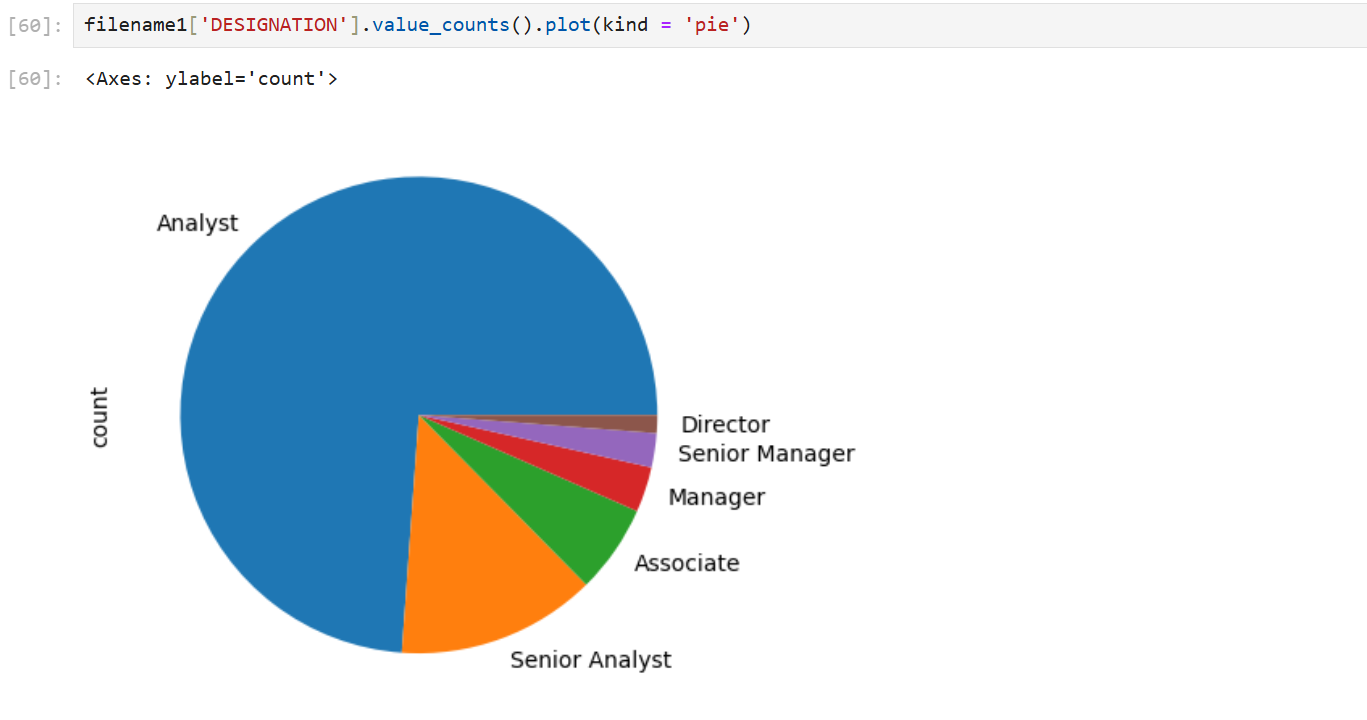 [60]: filename1['DESIGNATION'].value_counts().plot(kind = 'pie')
[60]: <Axes: ylabel='count'>
Analyst
count
Director
Senior Manager
Manager
Associate
Senior Analyst